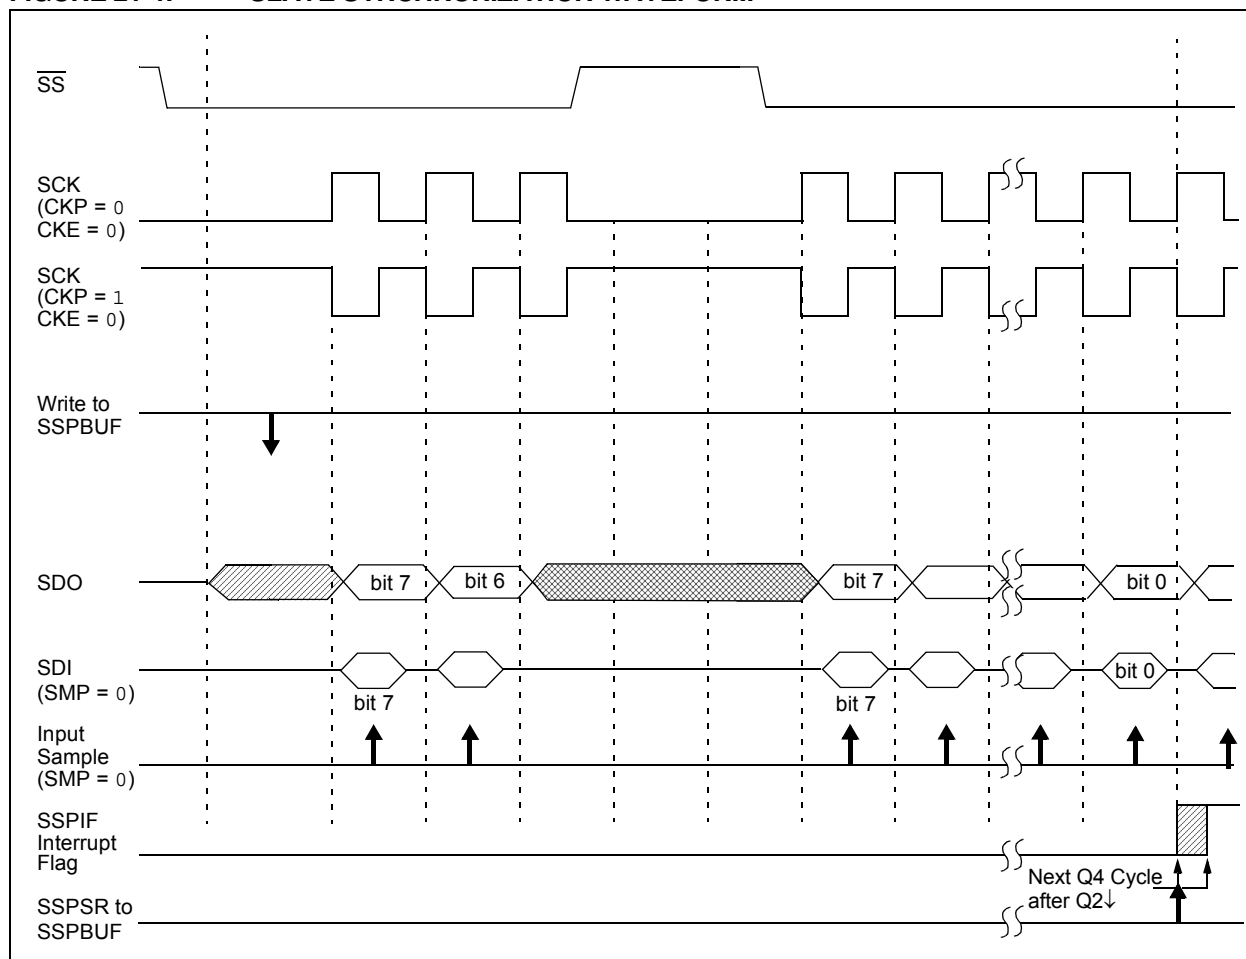 SS
SCK
(CKP = 0
CKE = 0)
SCK
(CKP = 1
CKE = 0)
Write to
SSPBUF
SDO
bit 7
bit 6
bit 7
bit 0
SDI
(SMP = 0)
bit 7
bit 7
bit 0
Input
Sample
(SMP = 0)
SSPIF
Interrupt
Flag
Next Q4 Cycle
after Q2↓
SSPSR to
SSPBUF